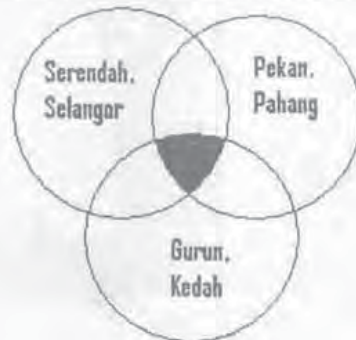 Serendah,
Selangor
Pekan,
Pahang
Gurun,
Kedah